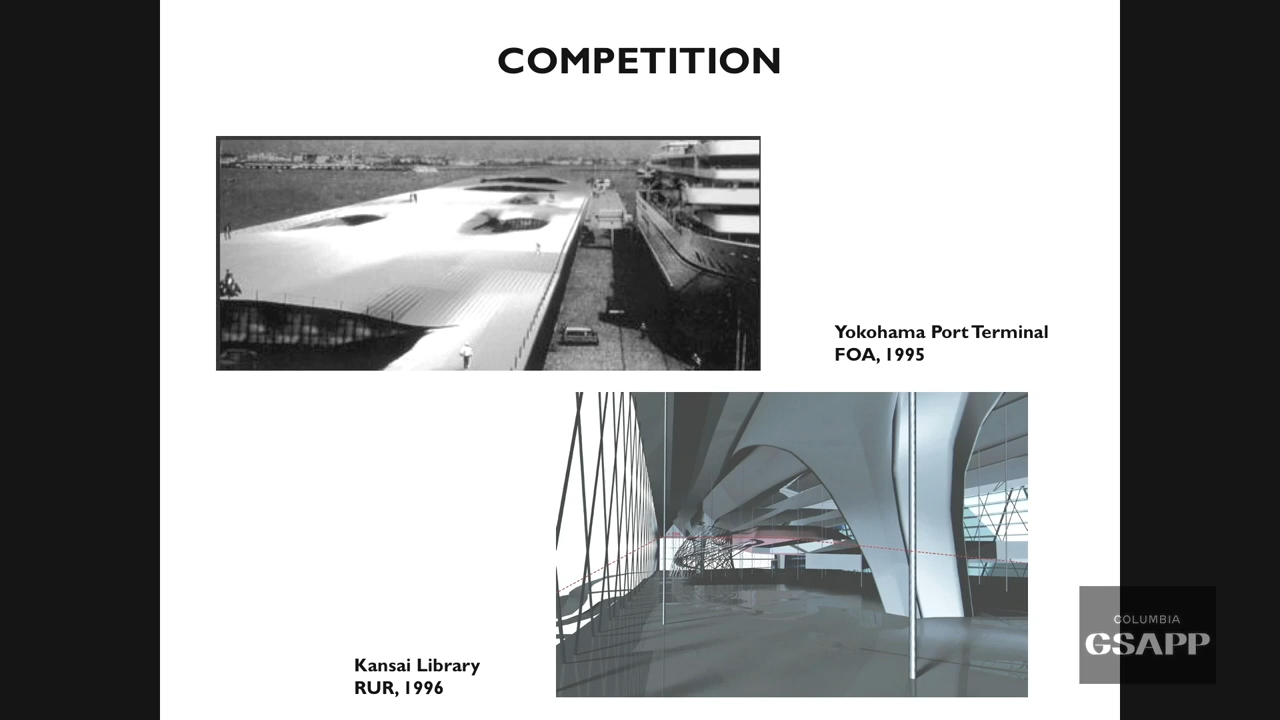 COMPETITION
Yokohama Port Terminal
FOA, 1995
Kansai Library
RUR, 1996
COLUMBIA
GSAPP